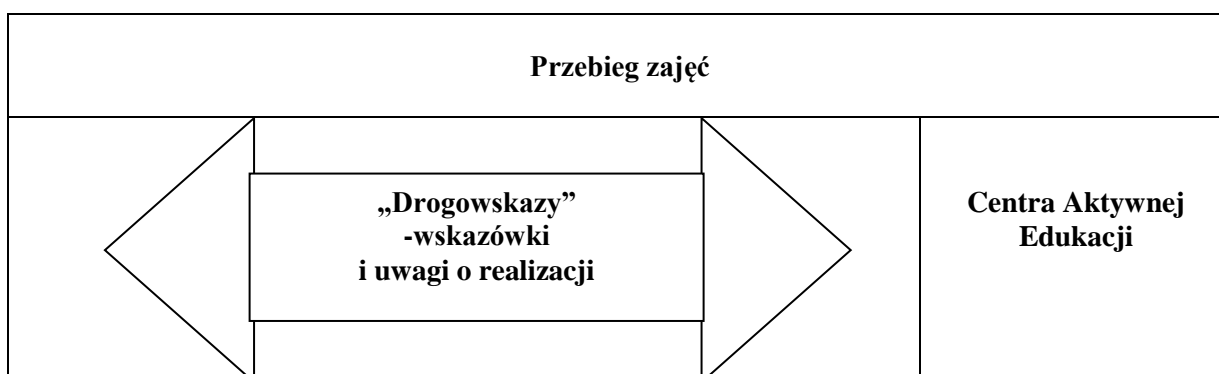 Przebieg zajęć
„Drogowskazy”
-wskazówki
i uwagi o realizacji
Centra Aktywnej
Edukacji